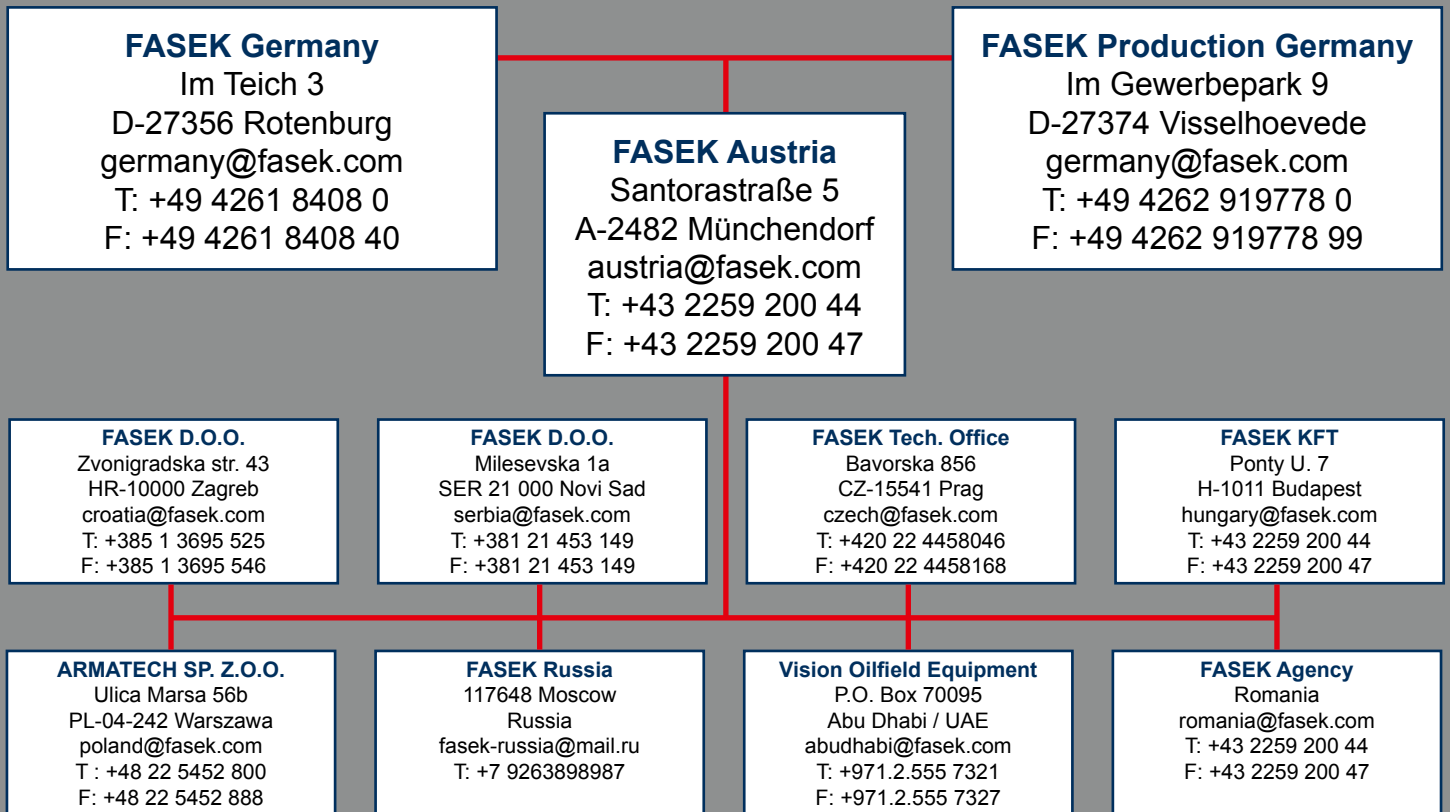 FASEK Germany
Im Teich 3
D-27356 Rotenburg
germany@fasek.com
T: +49 4261 8408 0
F: +49 4261 8408 40
FASEK Production Germany
Im Gewerbepark 9
D-27374 Visselhoevede
germany@fasek.com
T: +49 4262 919778 0
F: +49 4262 919778 99
FASEK Austria
Santorastraße 5
A-2482 Münchendorf
austria@fasek.com
T: +43 2259 200 44
F: +43 2259 200 47
FASEK D.O.O.
Zvonigradska str. 43
HR-10000 Zagreb
croatia@fasek.com
T: +385 1 3695 525
F: +385 1 3695 546
FASEK D.O.O.
Milesevska 1a
SER 21 000 Novi Sad
serbia@fasek.com
T: +381 21 453 149
F: +381 21 453 149
FASEK Tech. Office
Bavorska 856
CZ-15541 Prag
czech@fasek.com
T: +420 22 4458046
F: +420 22 4458168
FASEK KFT
Ponty U. 7
H-1011 Budapest
hungary@fasek.com
T: +43 2259 200 44
F: +43 2259 200 47
ARMATECH SP. Z.O.O.
Ulica Marsa 56b
PL-04-242 Warszawa
poland@fasek.com
T : +48 22 5452 800
F: +48 22 5452 888
FASEK Russia
117648 Moscow
Russia
fasek-russia@mail.ru
T: +7 9263898987
Vision Oilfield Equipment
P.O. Box 70095
Abu Dhabi / UAE
abudhabi@fasek.com
T: +971.2.555 7321
F: +971.2.555 7327
FASEK Agency
Romania
romania@fasek.com
T: +43 2259 200 44
F: +43 2259 200 47